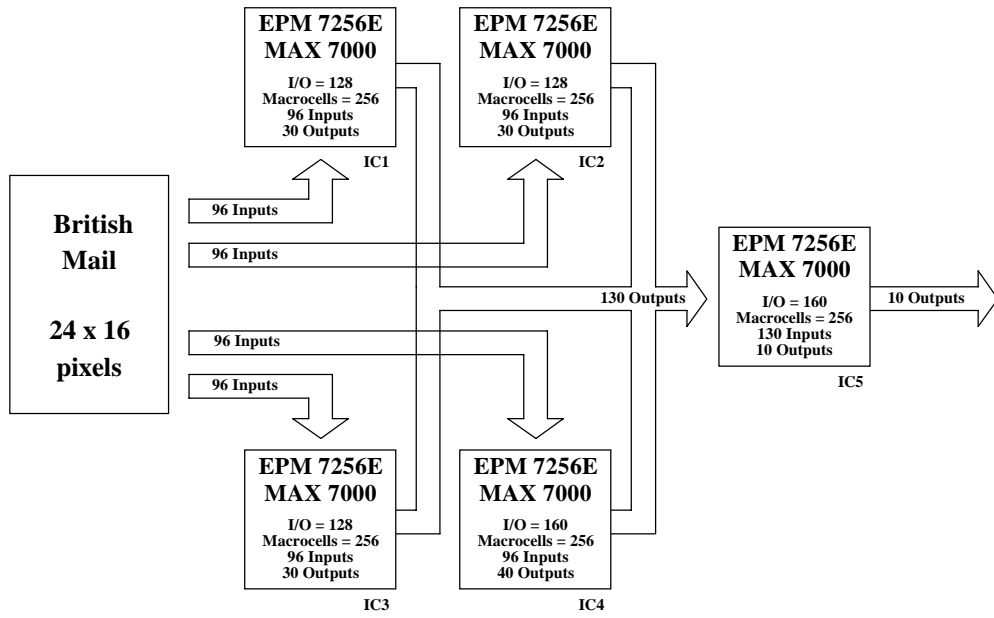 EPM 7256E
MAX 7000
I/O = 128
Macrocells = 256
96 Inputs
30 Outputs
IC1
EPM 7256E
MAX 7000
I/O = 128
Macrocells = 256
96 Inputs
30 Outputs
IC2
British
Mail
24 x 16
pixels
96 Inputs
96 Inputs
96 Inputs
96 Inputs
130 Outputs
EPM 7256E
MAX 7000
I/O = 160
Macrocells = 256
130 Inputs
10 Outputs
IC5
10 Outputs
EPM 7256E
MAX 7000
I/O = 128
Macrocells = 256
96 Inputs
30 Outputs
IC3
EPM 7256E
MAX 7000
I/O = 160
Macrocells = 256
96 Inputs
40 Outputs
IC4